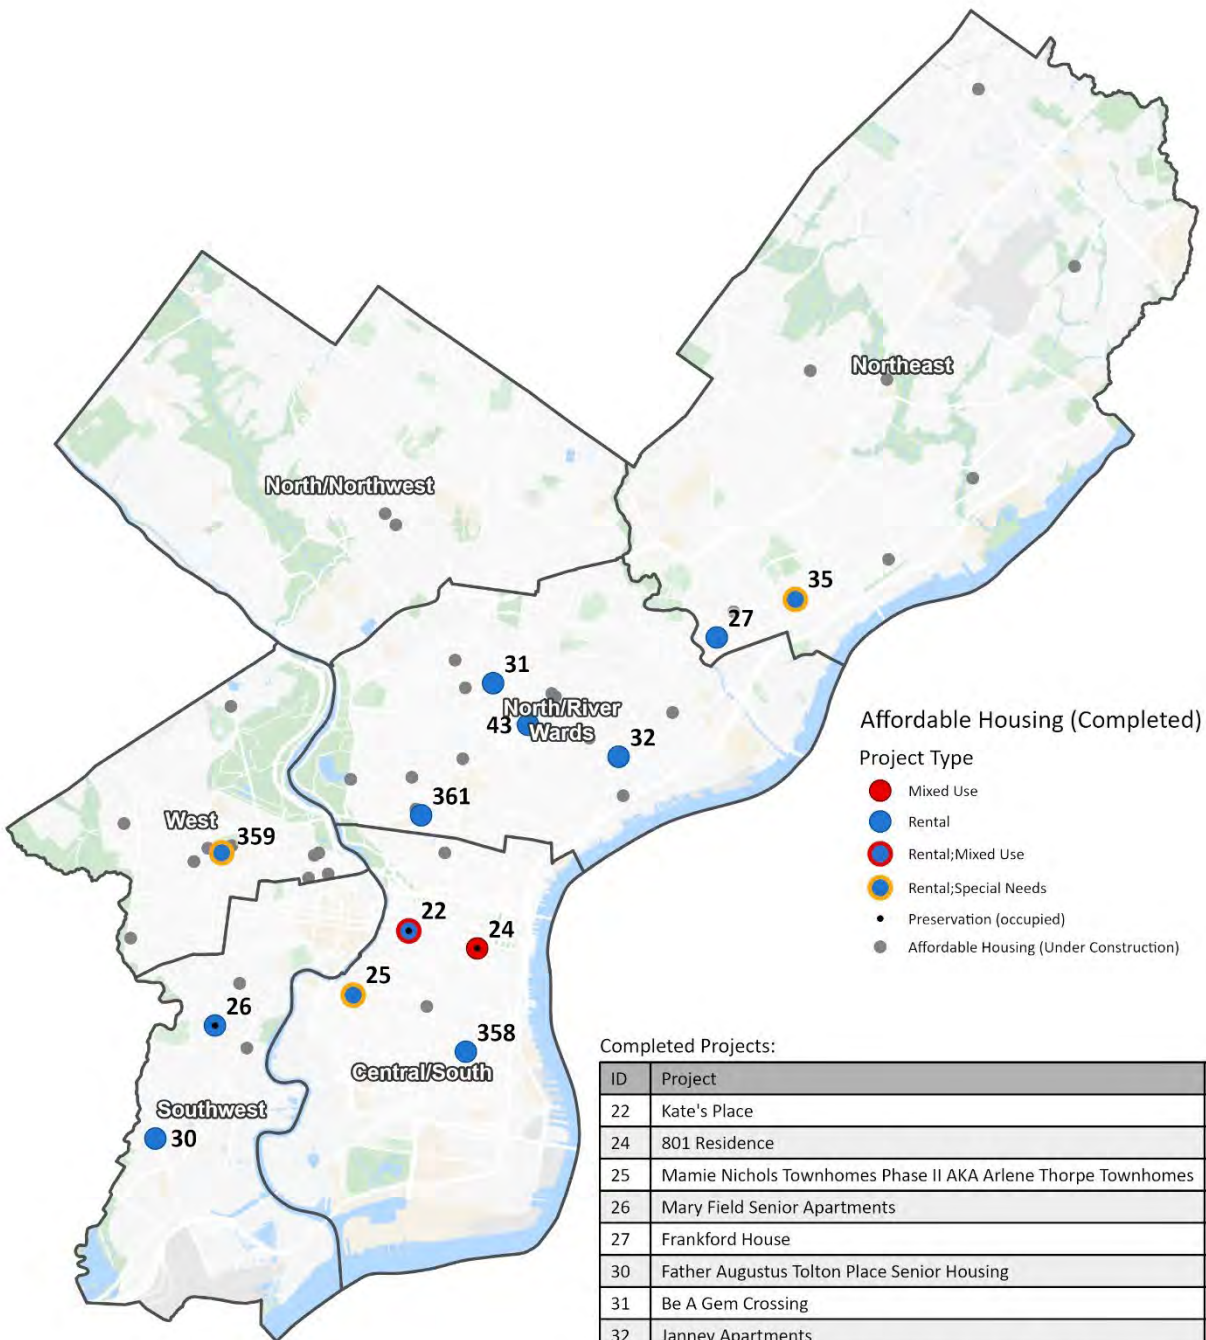 Northeast
North/Northwest
35
27
31
North/River
43 Wards
32
Affordable Housing (Completed)
Project Type
Mixed Use
Rental
Rental;Mixed Use
Rental;Special Needs
Preservation (occupied)
Affordable Housing (Under Construction)
361
West
359
22
24
25
26
358
Central/South
Southwest
30
Completed Projects:
ID Project
22 Kate's Place
24 801 Residence
25 Mamie Nichols Townhomes Phase II AKA Arlene Thorpe Townhomes
26 Mary Field Senior Apartments
27 Frankford House
30 Father Augustus Tolton Place Senior Housing
31 Be A Gem Crossing
32 Janney Apartments